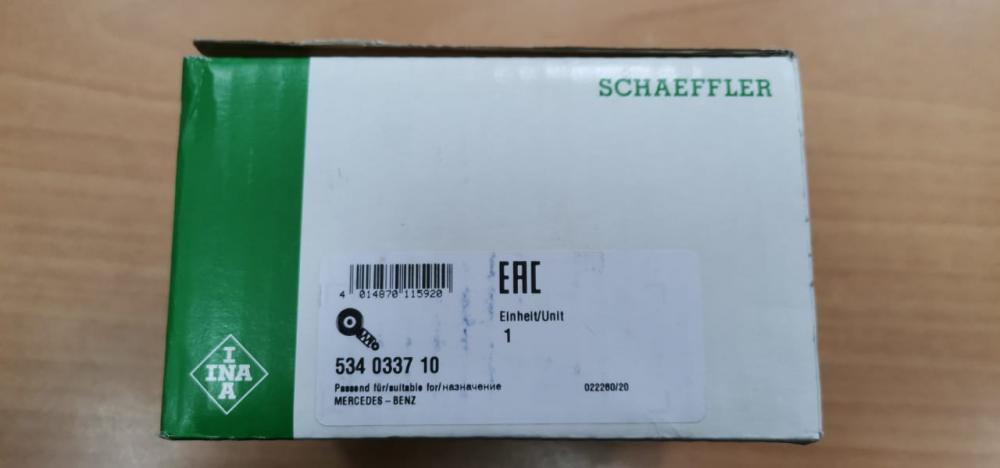 SCHAEFFLER
EAC
4 014870 115920
Einheit/Unit
1
534 0337 10
Passend für/suitable for/назначение
022260/20
MERCEDES – BENZ
INA
INA